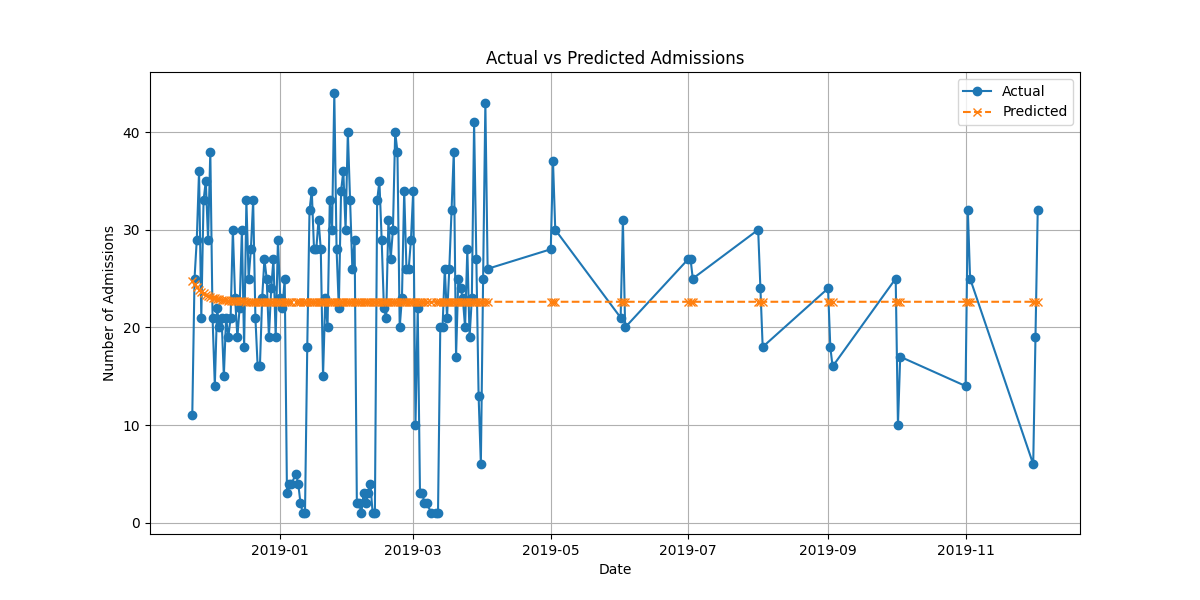 Actual vs Predicted Admissions
Actual
Predicted
Number of Admissions
40
30
20
10
0
2019-01
2019-03
2019-05
2019-07
2019-09
2019-11
Date